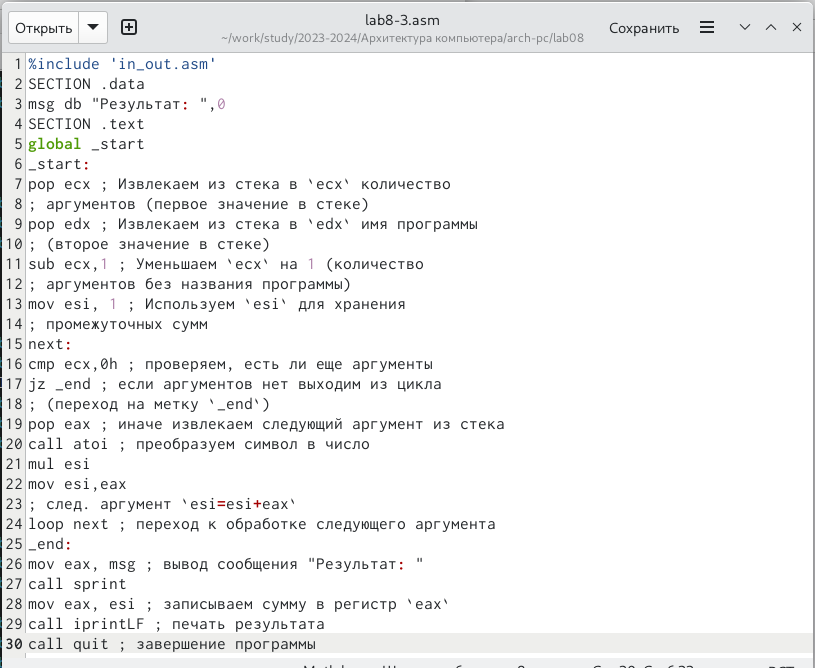 Открыть
lab8-3.asm
~/work/study/2023-2024/Архитектура компьютера/arch-pc/lab08
Сохранить
1 %include 'in_out.asm'
2 SECTION .data
3 msg db "Результат: ",0
4 SECTION .text
5 global _start
6 _start:
7 pop ecx ; Извлекаем из стека в `ecx` количество
8 ; аргументов (первое значение в стеке)
9 pop edx ; Извлекаем из стека в `edx` имя программы
10 ; (второе значение в стеке)
11 sub ecx,1 ; Уменьшаем `ecx` на 1 (количество
12 ; аргументов без названия программы)
13 mov esi, 1 ; Используем `esi` для хранения
14 ; промежуточных сумм
15 next:
16 cmp ecx,0h ; проверяем, есть ли еще аргументы
17 jz _end ; если аргументов нет выходим из цикла
18 ; (переход на метку `_end`)
19 pop eax ; иначе извлекаем следующий аргумент из стека
20 call atoi ; преобразуем символ в число
21 mul esi
22 mov esi,eax
23 ; след. аргумент `esi=esi+eax`
24 loop next ; переход к обработке следующего аргумента
25 _end:
26 mov eax, msg ; вывод сообщения "Результат: "
27 call sprint
28 mov eax, esi ; записываем сумму в регистр `eax`
29 call iprintLF ; печать результата
30 call quit ; завершение программы